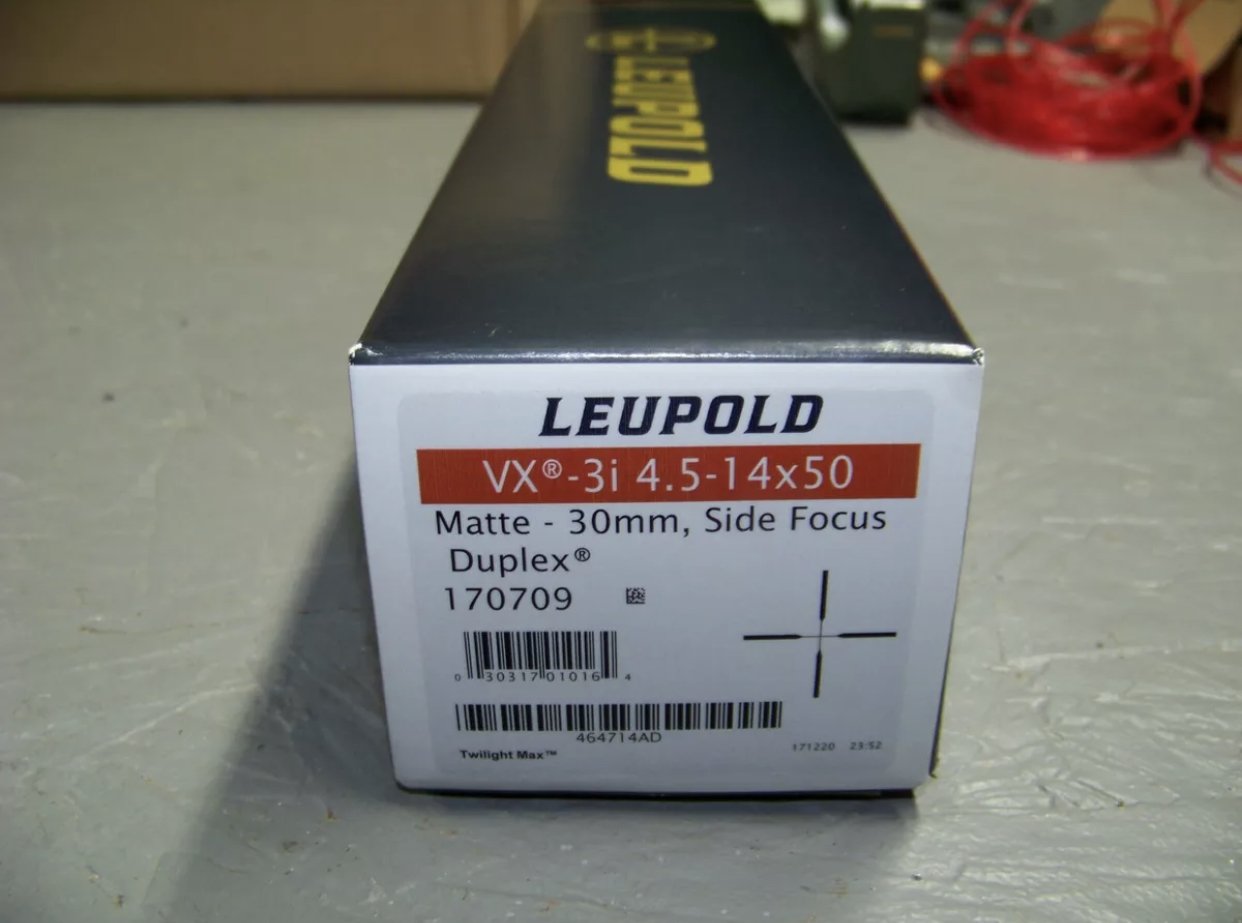 LEUPOLD
LEUPOLD
VX®-3i 4.5-14x50
Matte - 30mm, Side Focus
Duplex®
170709
0 30317 01016 4
464714AD
Twilight Max™
171220 23:52